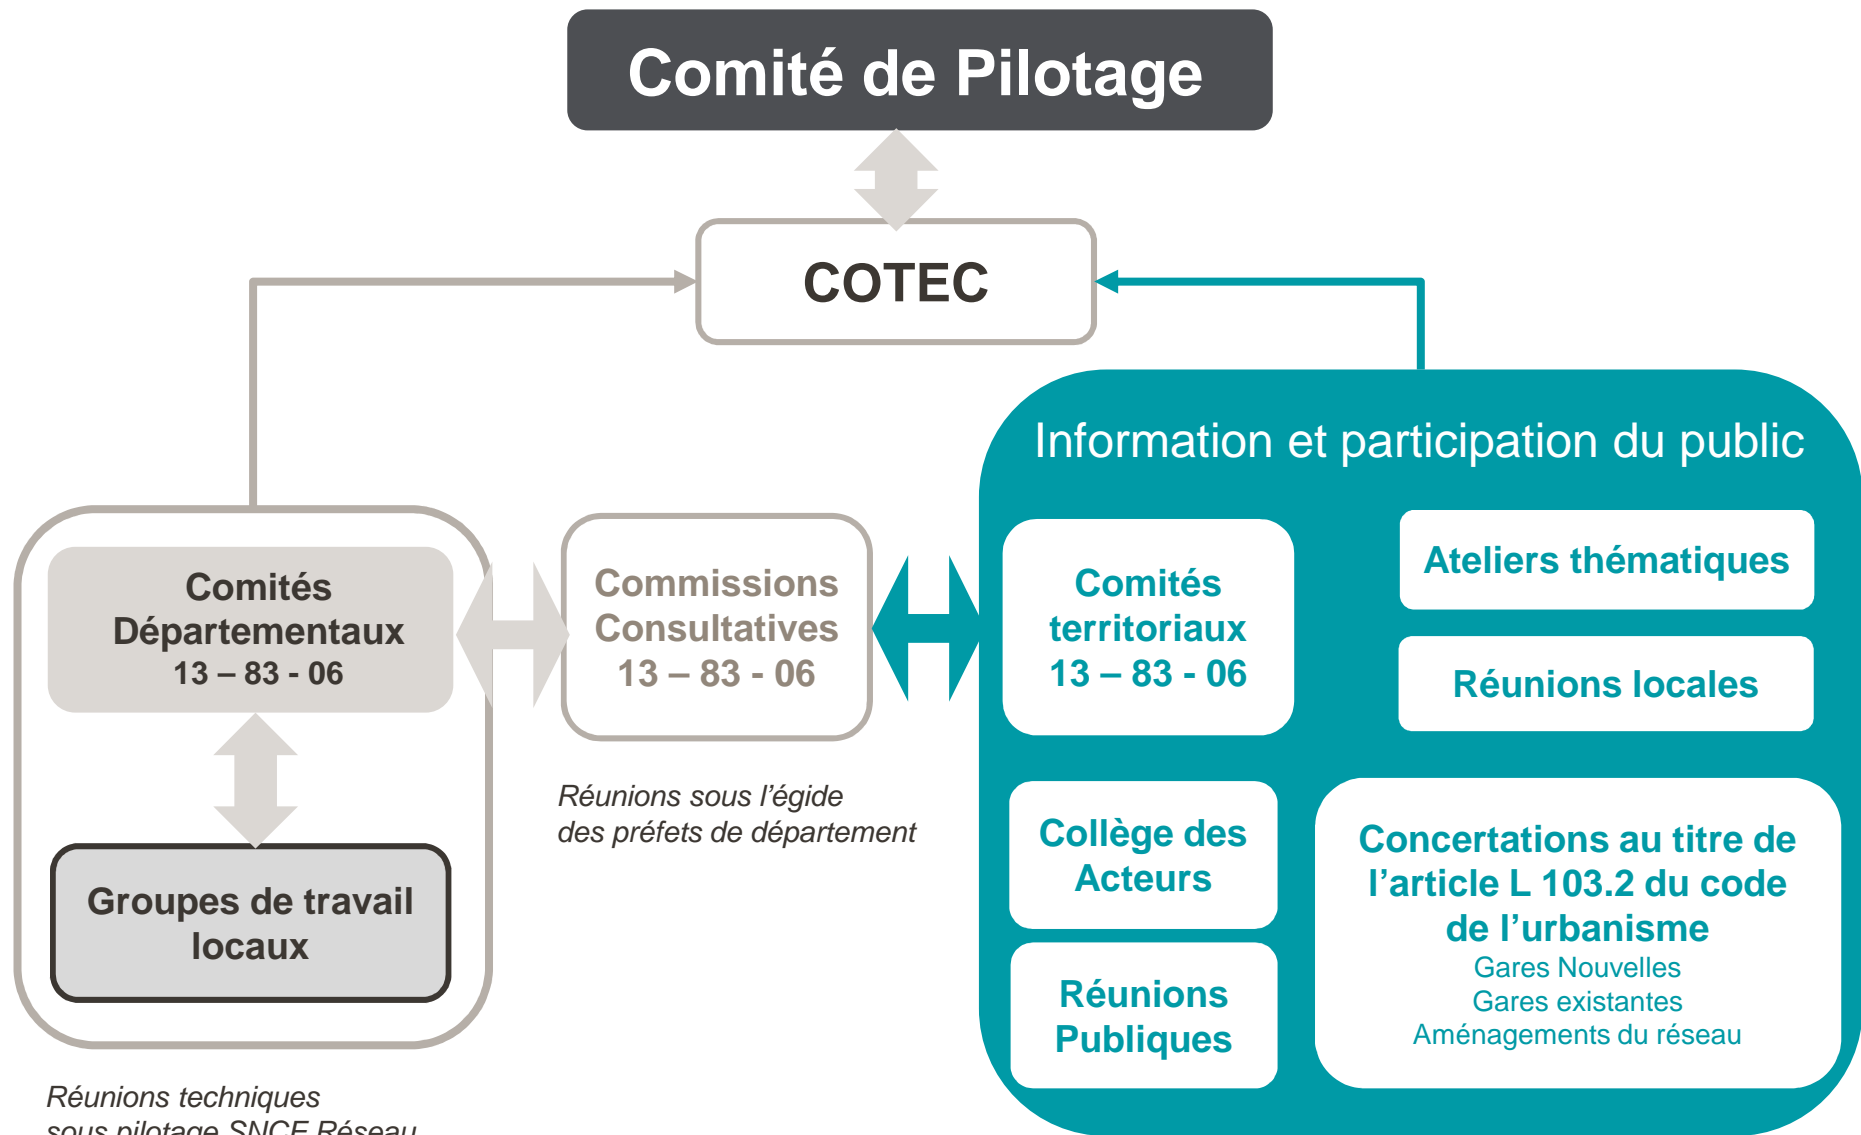 Comité de Pilotage
COTEC
Information et participation du public
Comités
Départementaux
13 – 83 - 06
Groupes de travail
locaux
Réunions techniques
sous pilotage SNCF Réseau
Commissions
Consultatives
13 – 83 - 06
Réunions sous l’égide
des préfets de département
Comités
territoriaux
13 – 83 - 06
Ateliers thématiques
Réunions locales
Collège des
Acteurs
Réunions
Publiques
Concertations au titre de
l’article L 103.2 du code
de l’urbanisme
Gares Nouvelles
Gares existantes
Aménagements du réseau